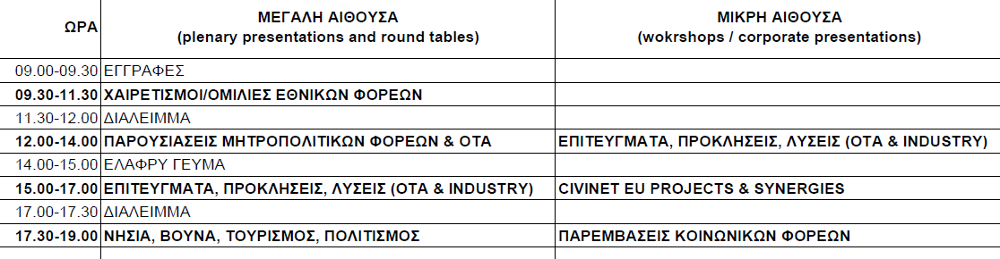 ΩΡΑ
ΜΕΓΑΛΗ ΑΙΘΟΥΣΑ
(plenary presentations and round tables)
ΜΙΚΡΗ ΑΙΘΟΥΣΑ
(wokrshops / corporate presentations)
09.00-09.30 ΕΓΓΡΑΦΕΣ
09.30-11.30 ΧΑΙΡΕΤΙΣΜΟΙ/ΟΜΙΛΙΕΣ ΕΘΝΙΚΩΝ ΦΟΡΕΩΝ
11.30-12.00 ΔΙΑΛΕΙΜΜΑ
12.00-14.00 ΠΑΡΟΥΣΙΑΣΕΙΣ ΜΗΤΡΟΠΟΛΙΤΙΚΩΝ ΦΟΡΕΩΝ & ΟΤΑ ΕΠΙΤΕΥΓΜΑΤΑ, ΠΡΟΚΛΗΣΕΙΣ, ΛΥΣΕΙΣ (ΟΤΑ & INDUSTRY)
14.00-15.00 ΕΛΑΦΡΥ ΓΕΥΜΑ
15.00-17.00 ΕΠΙΤΕΥΓΜΑΤΑ, ΠΡΟΚΛΗΣΕΙΣ, ΛΥΣΕΙΣ (ΟΤΑ & INDUSTRY) CIVINET EU PROJECTS & SYNERGIES
17.00-17.30 ΔΙΑΛΕΙΜΜΑ
17.30-19.00 ΝΗΣΙΑ, ΒΟΥΝΑ, ΤΟΥΡΙΣΜΟΣ, ΠΟΛΙΤΙΣΜΟΣ ΠΑΡΕΜΒΑΣΕΙΣ ΚΟΙΝΩΝΙΚΩΝ ΦΟΡΕΩΝ